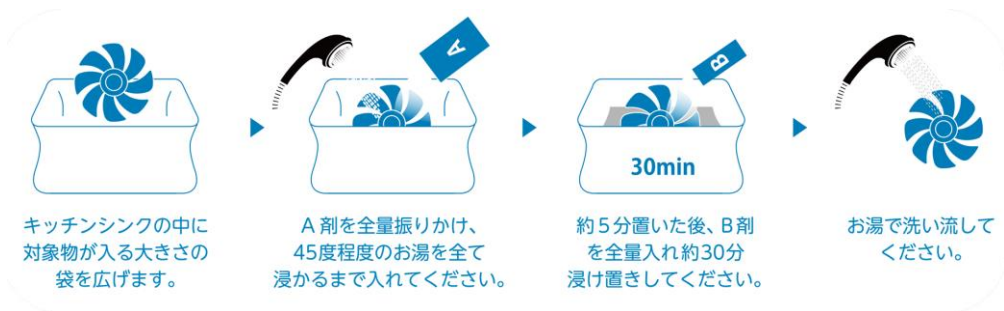 A
B
30min
キッチンシンクの中に
対象物が入る大きさの
袋を広げます。
A 剤を全量振りかけ、
45度程度のお湯を全て
浸かるまで入れてください。
約5分置いた後、B 剤
を全量入れ約30分
浸け置きしてください。
お湯で洗い流して
ください。